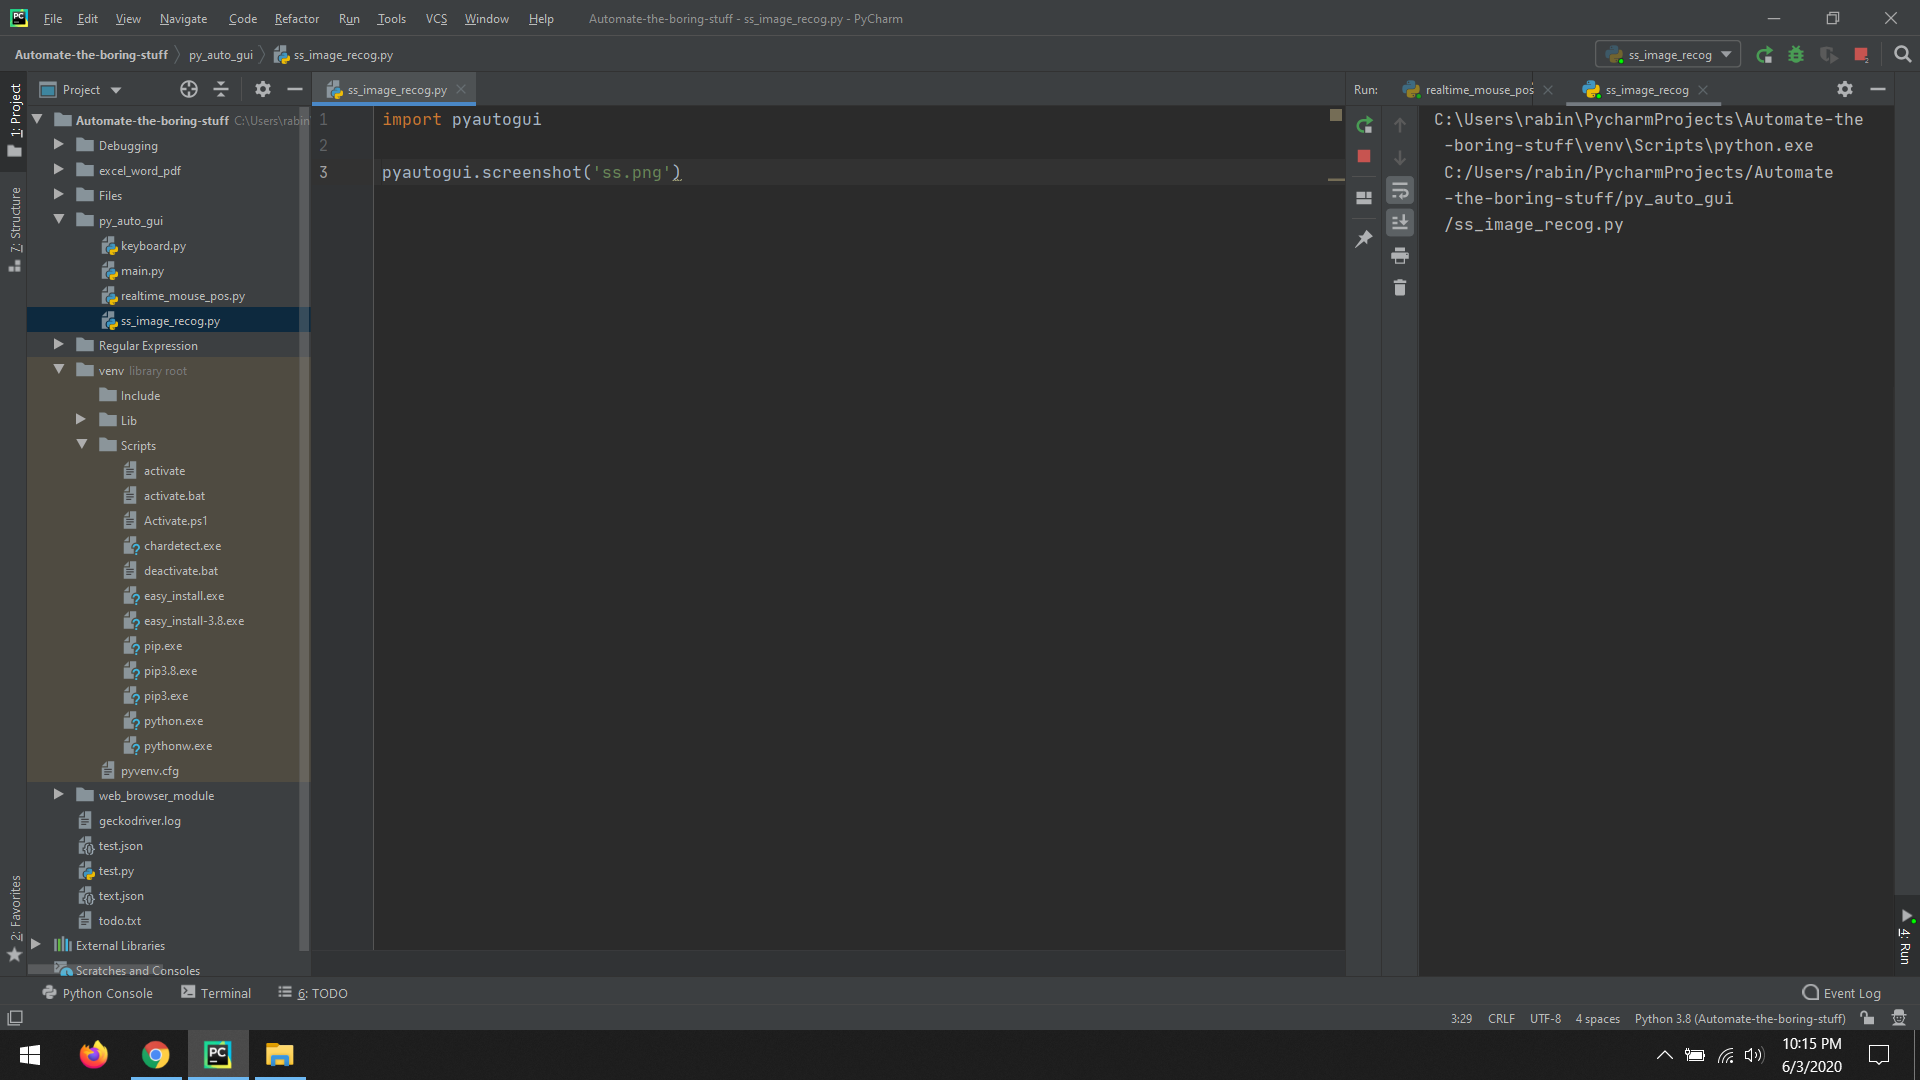 PC File Edit View Navigate Code Refactor Run Tools VCS Window Help Automate-the-boring-stuff - ss_image_recog.py - PyCharm
Automate-the-boring-stuff py_auto_gui ss_image_recog.py ss_image_recog
1: Project
7: Structure
2: Favorites
Project
Automate-the-boring-stuff C:\Users\rabin
Debugging
excel_word_pdf
Files
py_auto_gui
keyboard.py
main.py
realtime_mouse_pos.py
ss_image_recog.py
Regular Expression
venv library root
Include
Lib
Scripts
activate
activate.bat
Activate.ps1
chardetect.exe
deactivate.bat
easy_install.exe
easy_install-3.8.exe
pip.exe
pip3.8.exe
pip3.exe
python.exe
pythonw.exe
pyvenv.cfg
web_browser_module
geckodriver.log
test.json
test.py
text.json
todo.txt
External Libraries
Scratches and Consoles
ss_image_recog.py
1 import pyautogui
2
3 pyautogui.screenshot('ss.png')
Run: realtime_mouse_pos ss_image_recog
C:\Users\rabin\PycharmProjects\Automate-the
-boring-stuff\venv\Scripts\python.exe
C:/Users/rabin/PycharmProjects/Automate
-the-boring-stuff/py_auto_gui
/ss_image_recog.py
4: Run
Python Console Terminal 6: TODO Event Log
3:29 CRLF UTF-8 4 spaces Python 3.8 (Automate-the-boring-stuff)
PC
10:15 PM
6/3/2020